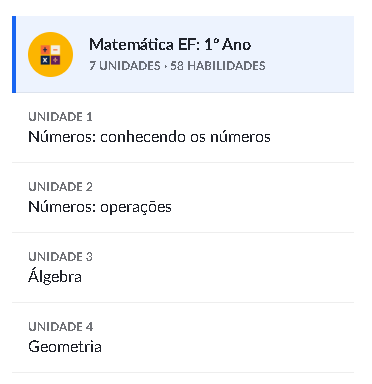 Matemática EF: 1º Ano
7 UNIDADES · 58 HABILIDADES
UNIDADE 1
Números: conhecendo os números
UNIDADE 2
Números: operações
UNIDADE 3
Álgebra
UNIDADE 4
Geometria